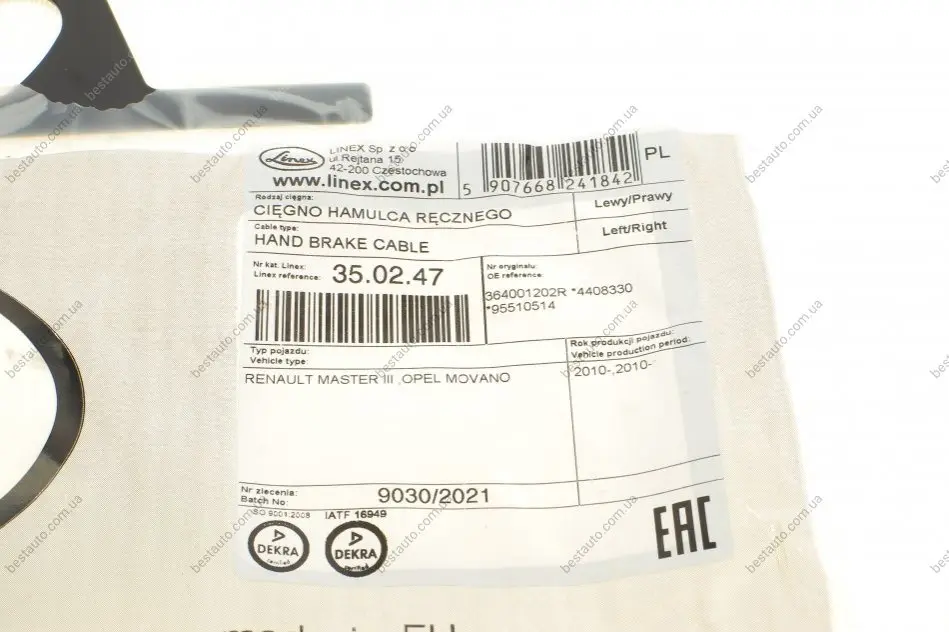 Linex
LINEX Sp. z o.o
ul.Rejtana 15
42-200 Częstochowa
www.linex.com.pl
5 907668 241842
PL
Rodzaj cięgna:
CIĘGNO HAMULCA RĘCZNEGO
Lewy/Prawy
Cable type:
HAND BRAKE CABLE
Left/Right
Nr kat. Linex:
Linex reference:
35.02.47
Nr oryginału:
OE reference:
364001202R *4408330
*95510514
Typ pojazdu:
Vehicle type:
RENAULT MASTER III ,OPEL MOVANO
Rok produkcji pojazdu:
Vehicle production period:
2010-,2010-
Nr zlecenia:
Batch No:
9030/2021
ISO 9001:2008
IATF 16949
DEKRA
DEKRA
EAC
bestauto.com.ua